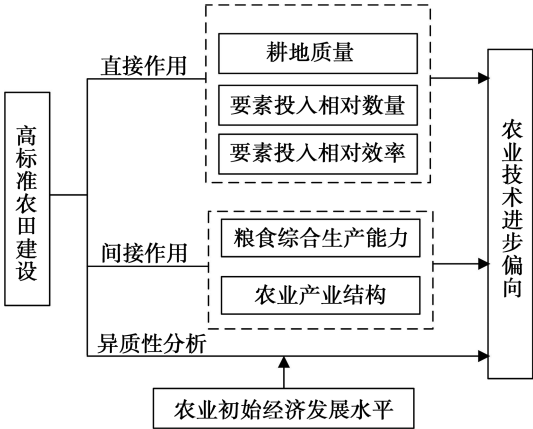 高标准农田建设
直接作用
耕地质量
要素投入相对数量
要素投入相对效率
间接作用
粮食综合生产能力
农业产业结构
异质性分析
农业初始经济发展水平
农业技术进步偏向